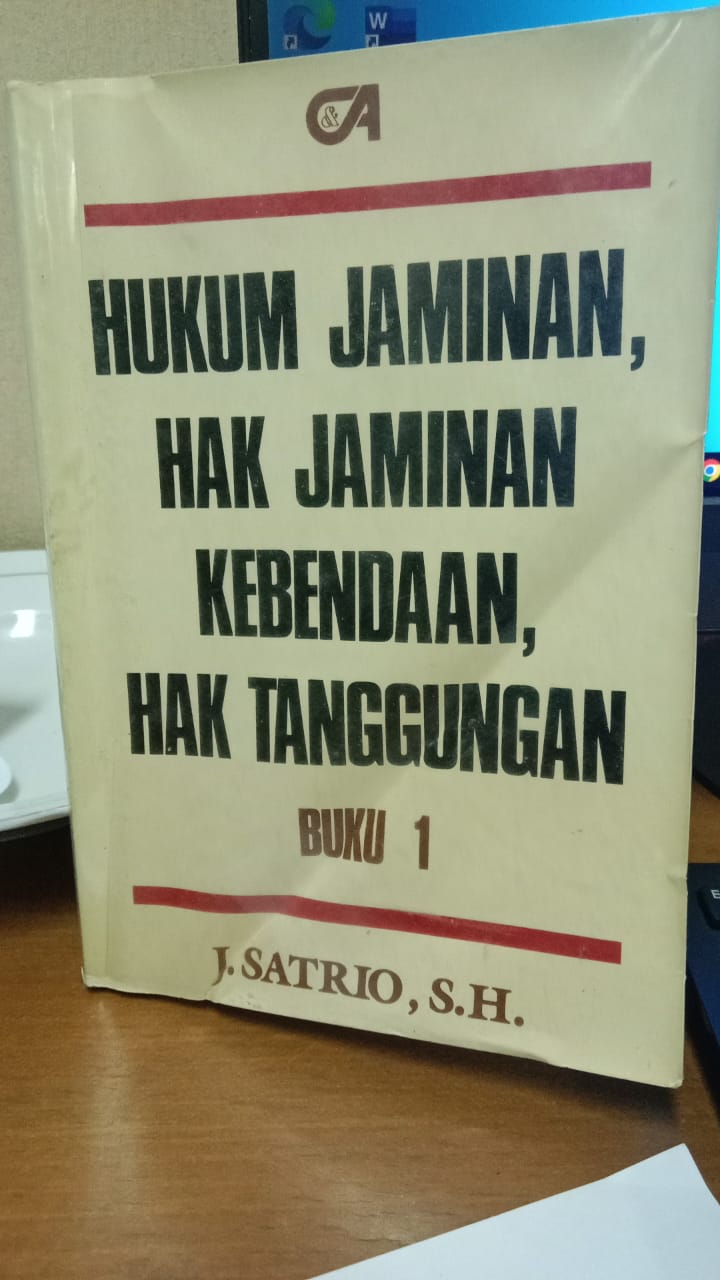 W
C&A
HUKUM JAMINAN,
HAK JAMINAN
KEBENDAAN,
HAK TANGGUNGAN
BUKU 1
J. SATRIO, S.H.